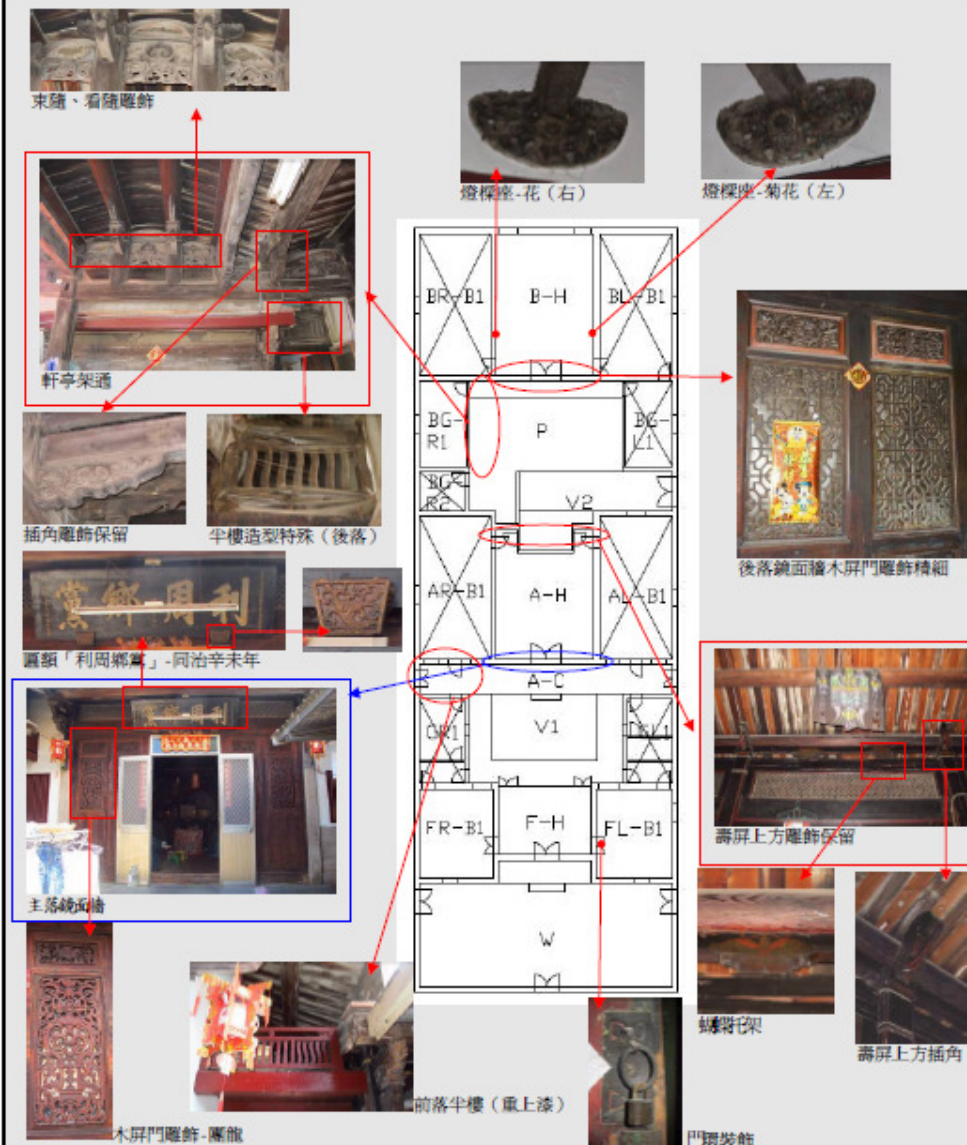 束隨、看隨雕飾
燈樑座-花（右）
燈樑座-菊花（左）
軒亭架通
插角雕飾保留
半樓造型特殊（後落）
後落鏡面牆木屏門雕飾精細
利周鄉黨
匾額「利周鄉黨」-同治辛未年
主落鏡面牆
木屏門雕飾-團龍
前落半樓（重上漆）
門環裝飾
壽屏上方雕飾保留
壽屏上方插角
BR-B1
B-H
BL-B1
BG-R1
P
BG-L1
BG-R2
V2
AR-B1
A-H
AL-B1
A-C
V1
FR-B1
F-H
FL-B1
W